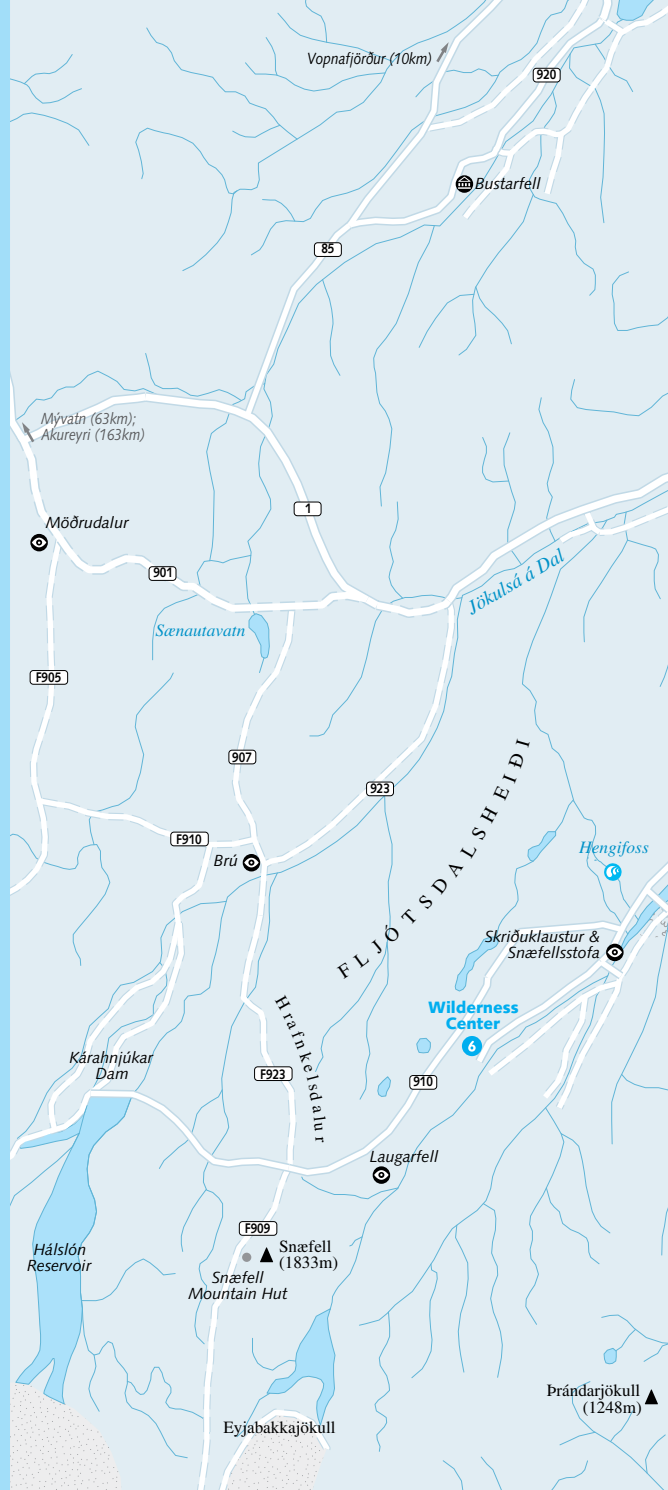 Vopnafjörður (10km)
920
Bustarfell
85
Mývatn (63km);
Akureyri (163km)
1
Möðrudalur
901
Jökulsá á Dal
Sænautavatn
F905
907
923
FLJÓTSDALSHEIÐI
F910
Brú
Hengifoss
Skriðuklaustur &
Snæfellsstofa
Hrafnkelsdalur
Wilderness
Center
6
Kárahnjúkar
Dam
F923
910
Laugarfell
F909
Snæfell
(1833m)
Hálslón
Reservoir
Snæfell
Mountain Hut
Þrándarjökull
(1248m)
Eyjabakkajökull